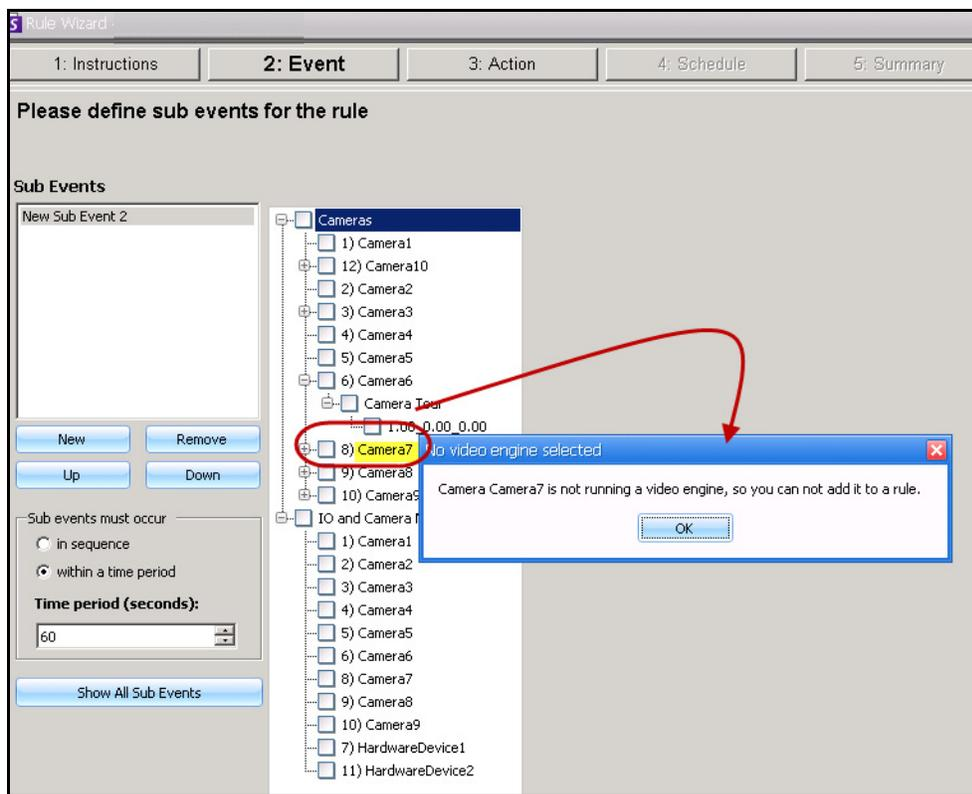 S Rule Wizard -
1: Instructions
2: Event
3: Action
4: Schedule
5: Summary
Please define sub events for the rule
Sub Events
New Sub Event 2
New
Remove
Up
Down
Sub events must occur
in sequence
within a time period
Time period (seconds):
60
Show All Sub Events
Cameras
1) Camera1
12) Camera10
2) Camera2
3) Camera3
4) Camera4
5) Camera5
6) Camera6
Camera Tour
1.00_0.00_0.00
8) Camera7
9) Camera8
10) Camera9
IO and Camera
1) Camera1
2) Camera2
3) Camera3
4) Camera4
5) Camera5
6) Camera6
8) Camera7
9) Camera8
10) Camera9
7) HardwareDevice1
11) HardwareDevice2
No video engine selected
Camera Camera7 is not running a video engine, so you can not add it to a rule.
OK